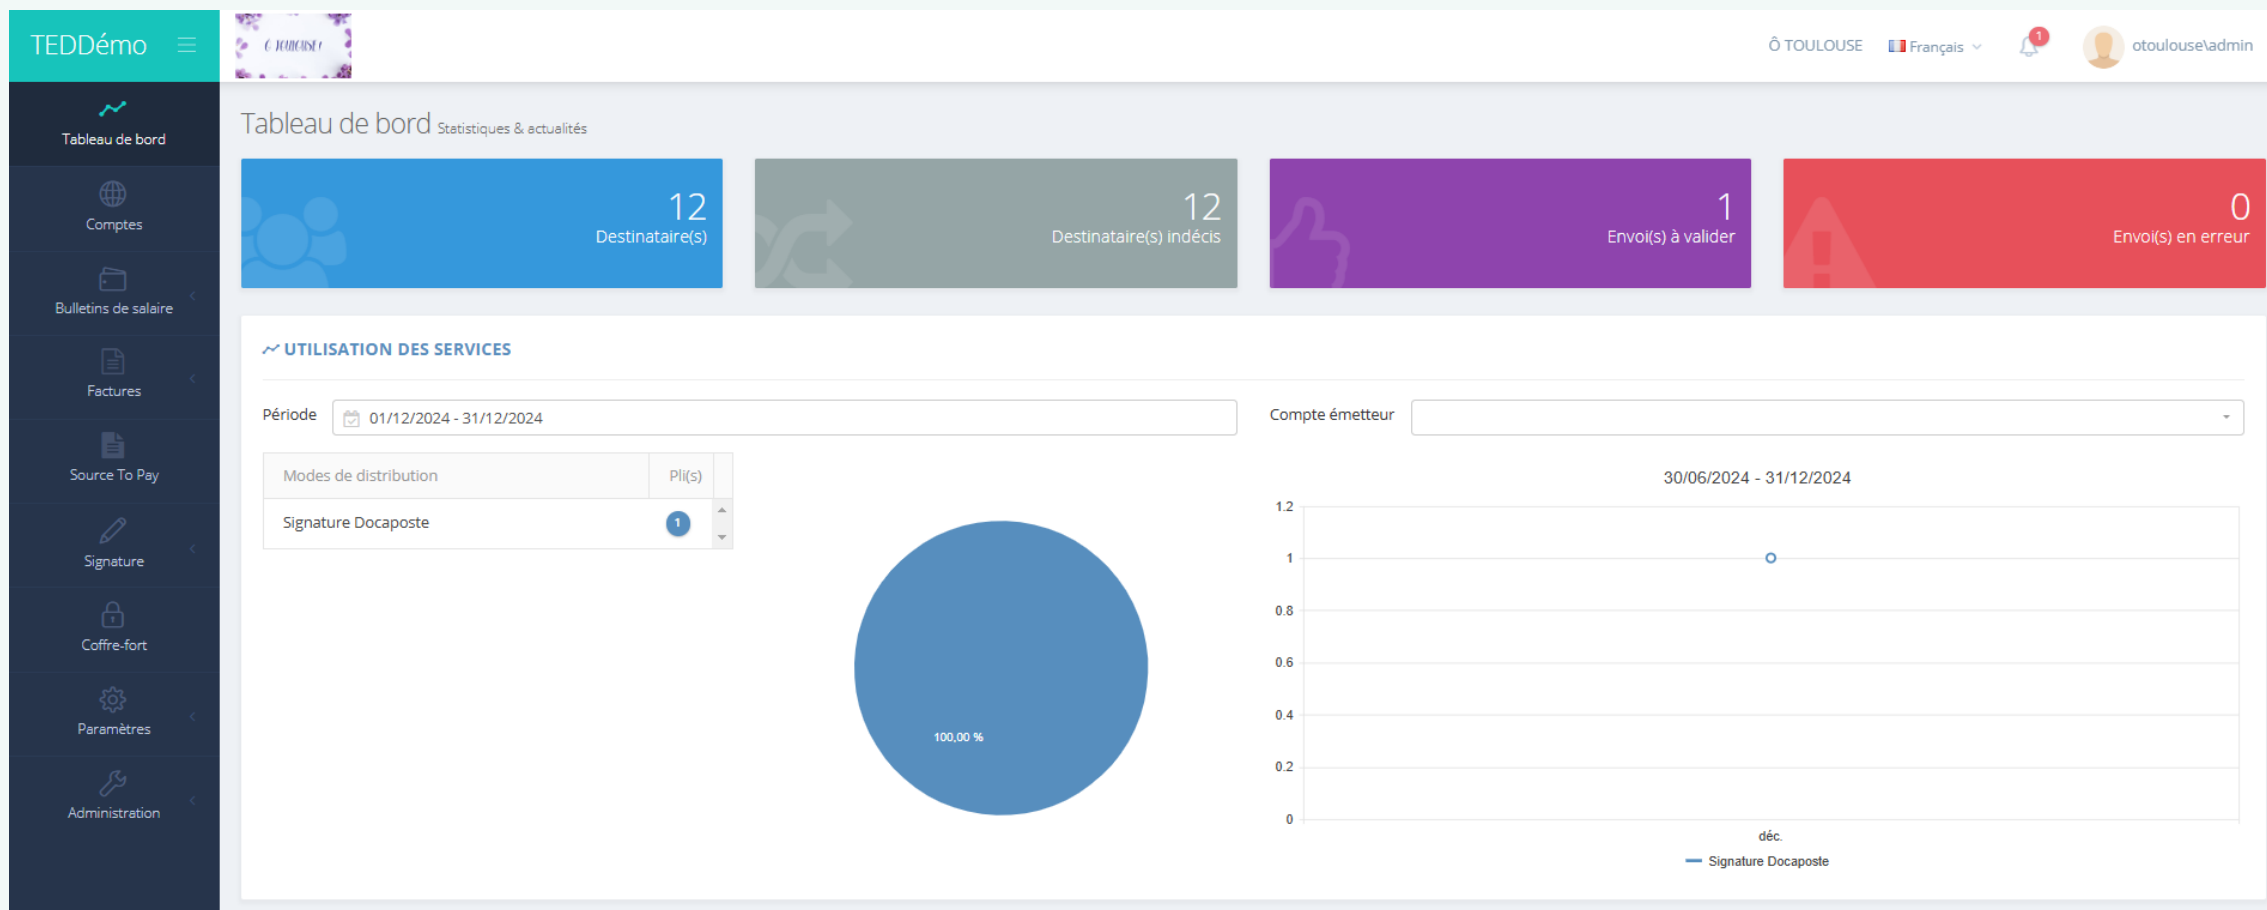 TEDDémo
Ô TOULOUSE !
Ô TOULOUSE
Français
1
otoulouse\admin
Tableau de bord
Comptes
Bulletins de salaire
Factures
Source To Pay
Signature
Coffre-fort
Paramètres
Administration
Tableau de bord Statistiques & actualités
12
Destinataire(s)
12
Destinataire(s) indécis
1
Envoi(s) à valider
0
Envoi(s) en erreur
UTILISATION DES SERVICES
Période
01/12/2024 - 31/12/2024
Compte émetteur
Modes de distribution
Pli(s)
Signature Docaposte
1
100,00 %
30/06/2024 - 31/12/2024
1.2
1
0.8
0.6
0.4
0.2
0
déc.
Signature Docaposte